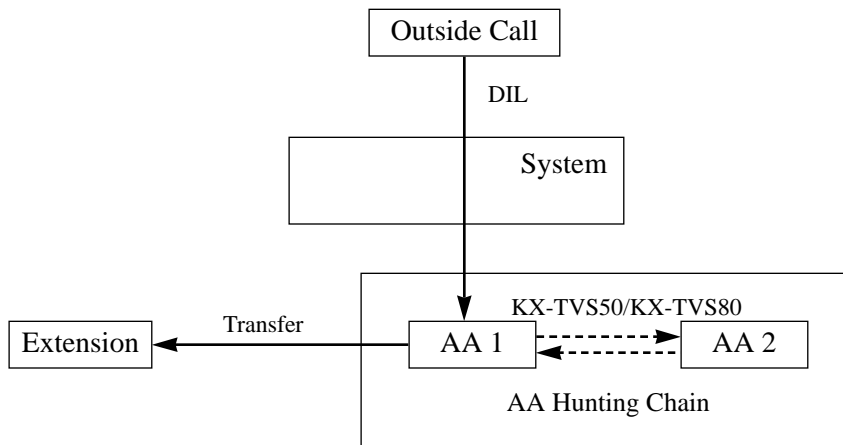 Outside Call
DIL
System
KX-TVS50/KX-TVS80
Transfer
Extension
AA 1
AA 2
AA Hunting Chain